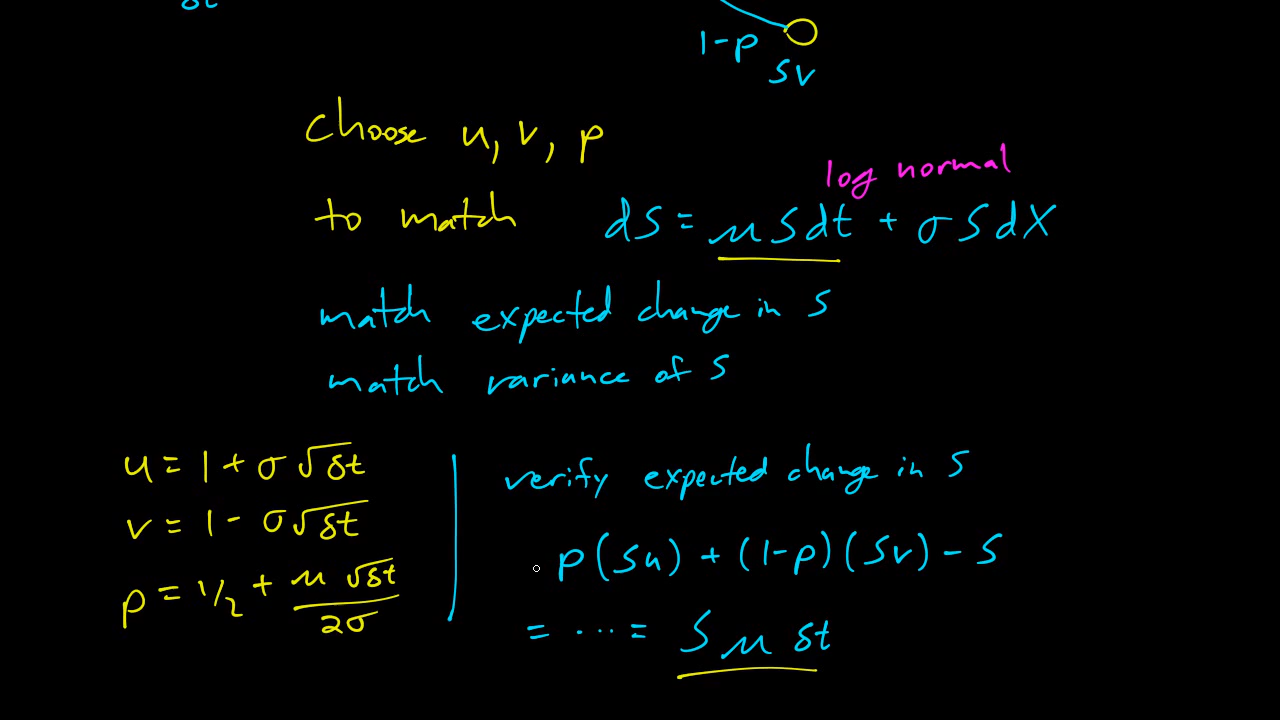 δt
1-p
Sv
choose u, v, p
log normal
to match dS = μSdt + σSdX
match expected change in S
match variance of S
u = 1 + σ√δt
v = 1 - σ√δt
p = 1/2 + μ√δt / 2σ
verify expected change in S
p(Su) + (1-p)(Sv) - S
= ... = Sμδt